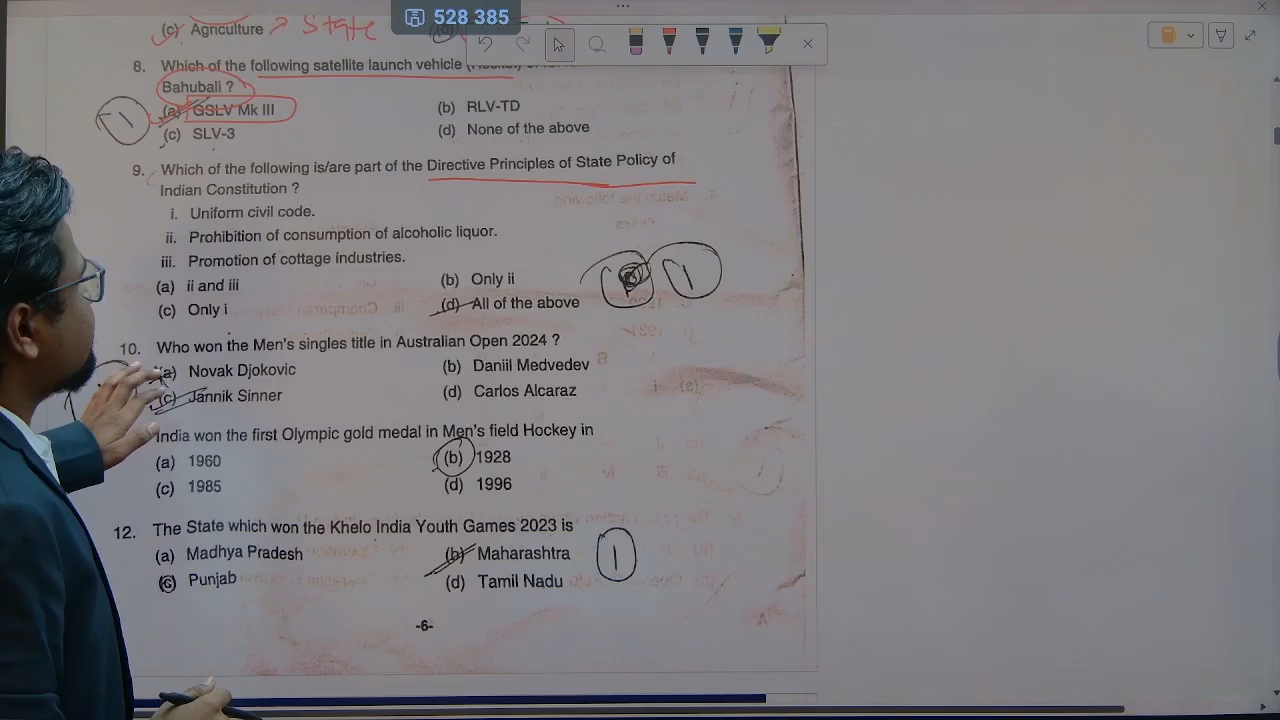 (c) Agriculture → State
528 385
8. Which of the following satellite launch vehicle
Bahubali ?
(a) GSLV Mk III (b) RLV-TD
(c) SLV-3 (d) None of the above
1
9. Which of the following is/are part of the Directive Principles of State Policy of
Indian Constitution ?
i. Uniform civil code.
ii. Prohibition of consumption of alcoholic liquor.
iii. Promotion of cottage industries.
(a) ii and iii (b) Only ii
(c) Only i (d) All of the above
1
10. Who won the Men's singles title in Australian Open 2024 ?
(a) Novak Djokovic (b) Daniil Medvedev
(c) Jannik Sinner (d) Carlos Alcaraz
India won the first Olympic gold medal in Men's field Hockey in
(a) 1960 (b) 1928
(c) 1985 (d) 1996
12. The State which won the Khelo India Youth Games 2023 is
(a) Madhya Pradesh (b) Maharashtra
(c) Punjab (d) Tamil Nadu
1
-6-